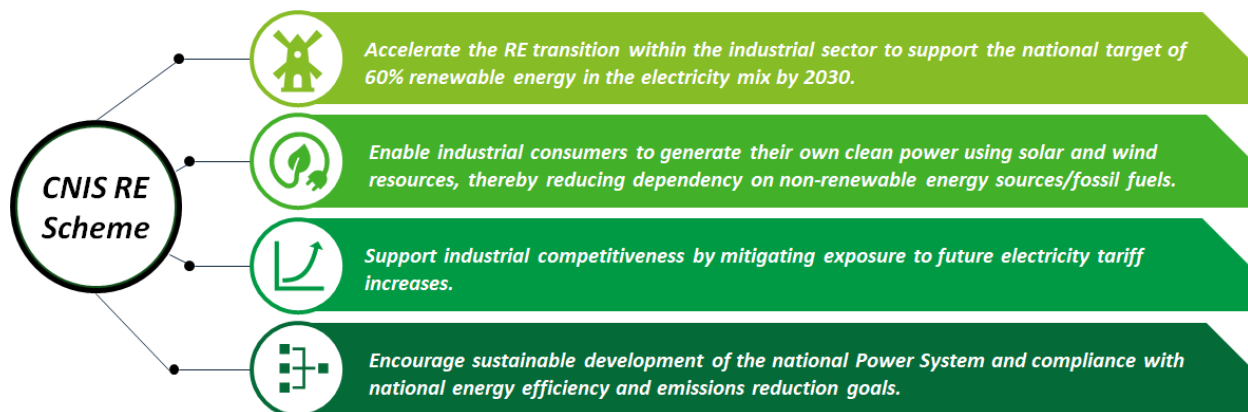 CNIS RE
Scheme
Accelerate the RE transition within the industrial sector to support the national target of
60% renewable energy in the electricity mix by 2030.
Enable industrial consumers to generate their own clean power using solar and wind
resources, thereby reducing dependency on non-renewable energy sources/fossil fuels.
Support industrial competitiveness by mitigating exposure to future electricity tariff
increases.
Encourage sustainable development of the national Power System and compliance with
national energy efficiency and emissions reduction goals.